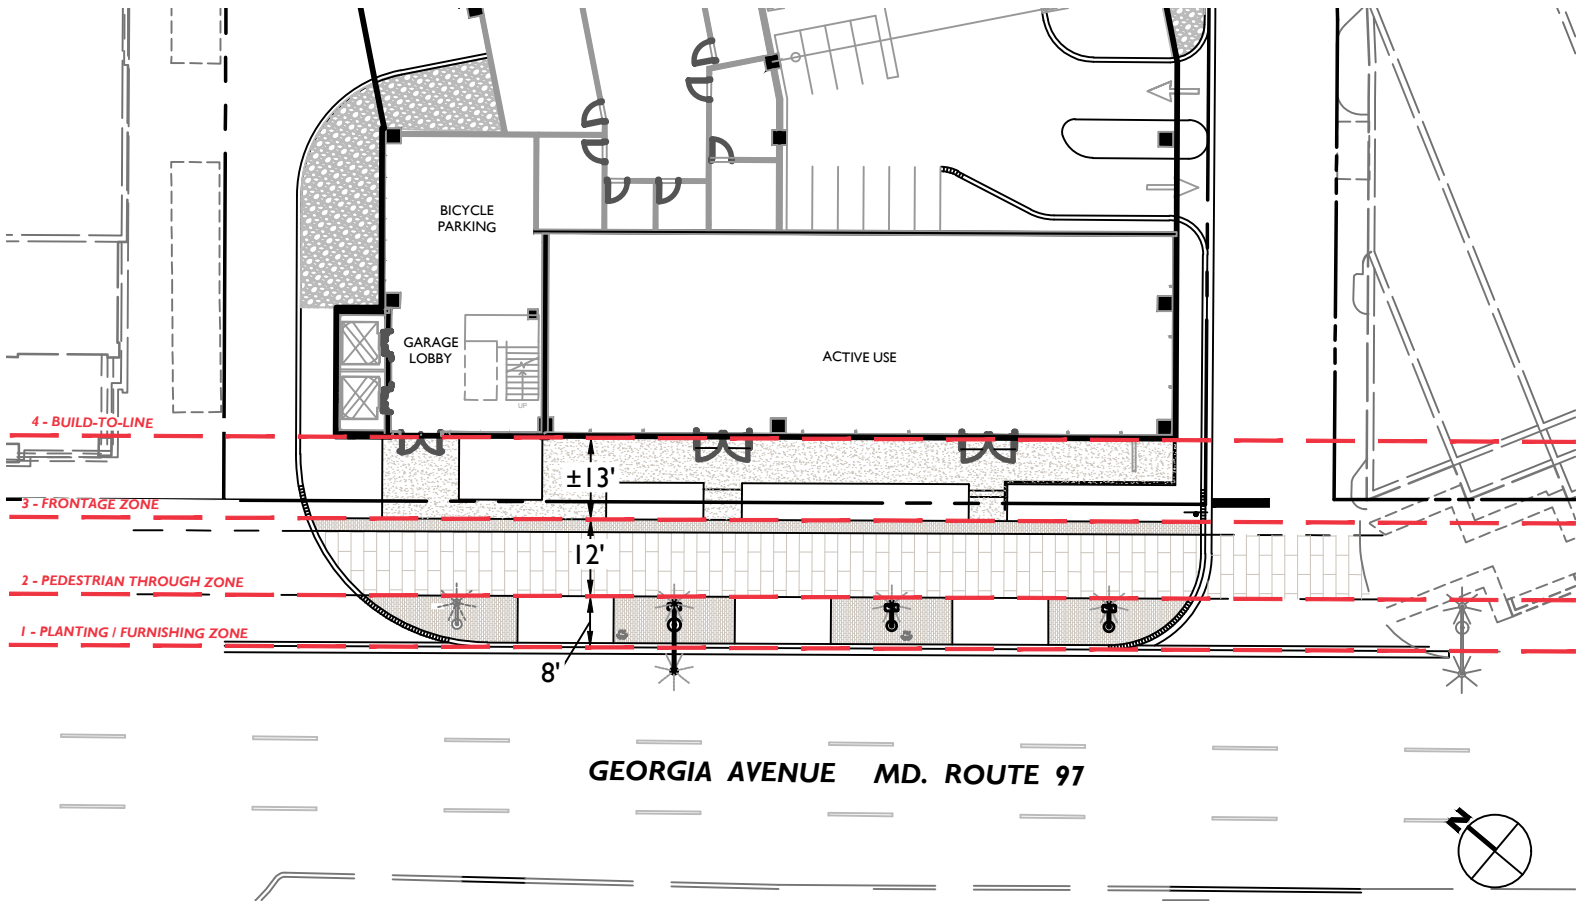 BICYCLE
PARKING
GARAGE
LOBBY
ACTIVE USE
UP
4 - BUILD-TO-LINE
±13'
3 - FRONTAGE ZONE
12'
2 - PEDESTRIAN THROUGH ZONE
1 - PLANTING / FURNISHING ZONE
8'
GEORGIA AVENUE MD. ROUTE 97
N